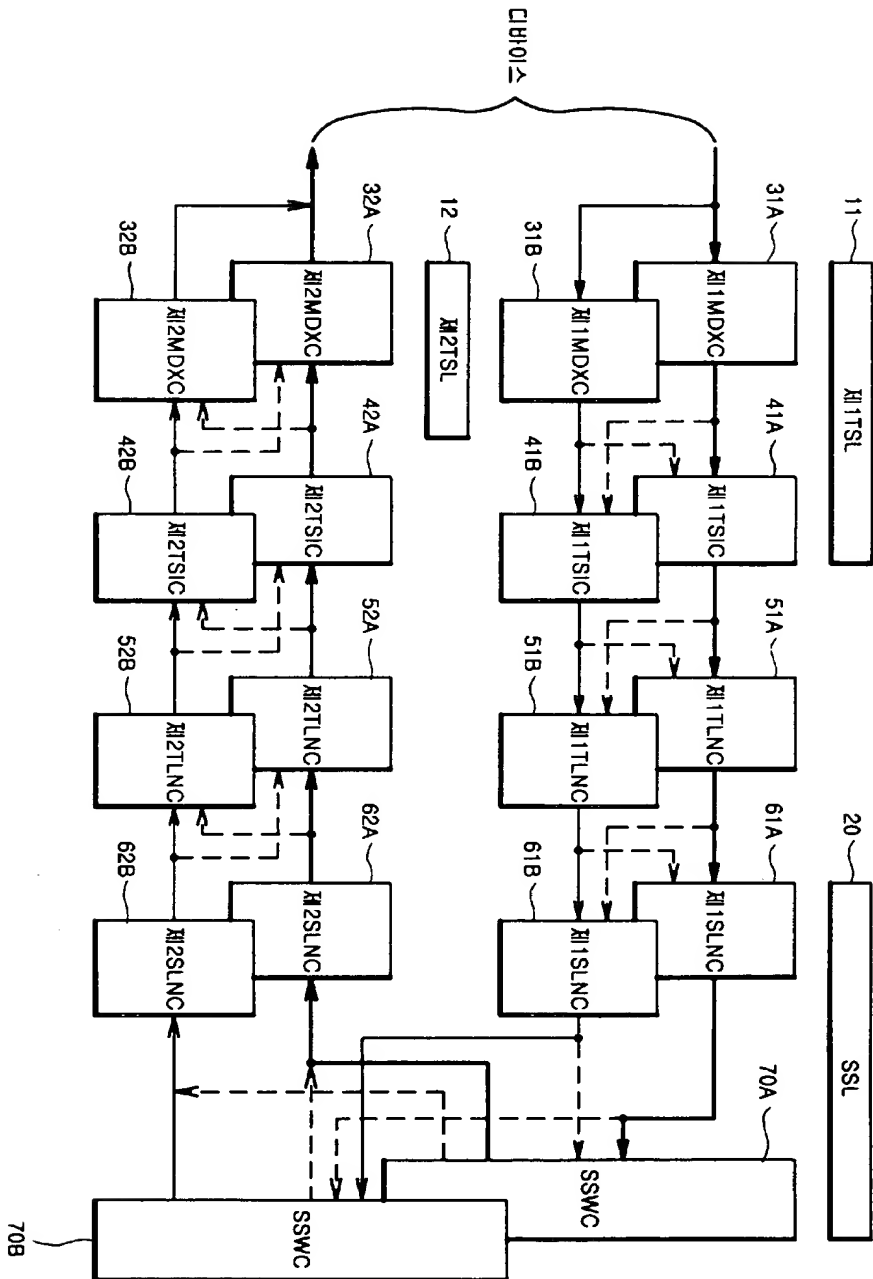 11
제1TSL
20
SSL
31A
제1MDXC
41A
제1TSIC
51A
제1TLNC
61A
제1SLNC
70A
SSWC
31B
제1MDXC
41B
제1TSIC
51B
제1TLNC
61B
제1SLNC
디바이스
12
제2TSL
32A
제2MDXC
42A
제2TSIC
52A
제2TLNC
62A
제2SLNC
32B
제2MDXC
42B
제2TSIC
52B
제2TLNC
62B
제2SLNC
SSWC
70B